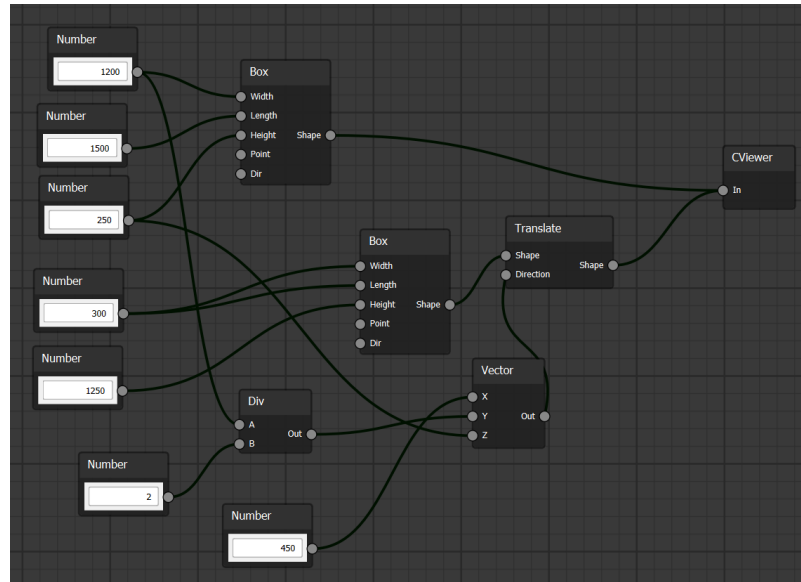 Number
1200
Number
1500
Number
250
Box
Width
Length
Height Shape
Point
Dir
CViewer
In
Number
300
Number
1250
Box
Width
Length
Height Shape
Point
Dir
Translate
Shape
Shape
Direction
Vector
X
Y Out
Z
Div
A
Out
B
Number
2
Number
450